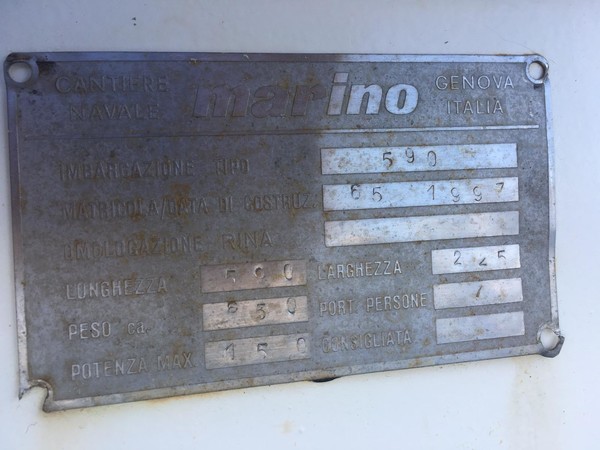 CANTIERE NAVALE marino GENOVA ITALIA
IMBARCAZIONE TIPO 590
MATRICOLA/DATA DI COSTRUZ. 65 1997
OMOLOGAZIONE RINA
LUNGHEZZA 590 LARGHEZZA 225
PESO ca. 630 PORT. PERSONE 7
POTENZA MAX 150 CONSIGLIATA